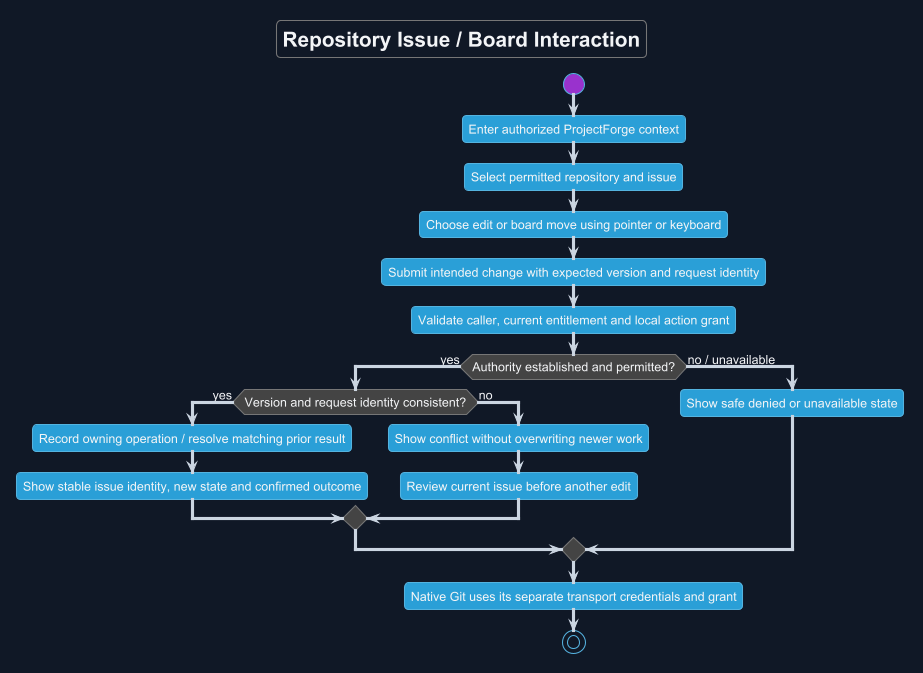 Repository Issue / Board Interaction
Enter authorized ProjectForge context
Select permitted repository and issue
Choose edit or board move using pointer or keyboard
Submit intended change with expected version and request identity
Validate caller, current entitlement and local action grant
yes
Authority established and permitted?
no / unavailable
yes
Version and request identity consistent?
no
Show safe denied or unavailable state
Record owning operation / resolve matching prior result
Show conflict without overwriting newer work
Show stable issue identity, new state and confirmed outcome
Review current issue before another edit
Native Git uses its separate transport credentials and grant